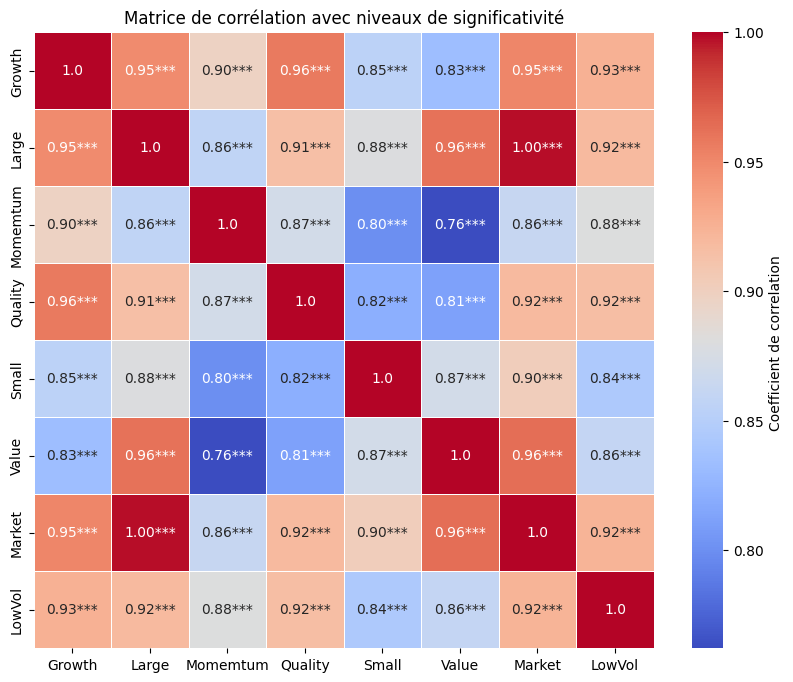 Matrice de corrélation avec niveaux de significativité
Growth 1.0 0.95*** 0.90*** 0.96*** 0.85*** 0.83*** 0.95*** 0.93***
Large 0.95*** 1.0 0.86*** 0.91*** 0.88*** 0.96*** 1.00*** 0.92***
Momemtum 0.90*** 0.86*** 1.0 0.87*** 0.80*** 0.76*** 0.86*** 0.88***
Quality 0.96*** 0.91*** 0.87*** 1.0 0.82*** 0.81*** 0.92*** 0.92***
Small 0.85*** 0.88*** 0.80*** 0.82*** 1.0 0.87*** 0.90*** 0.84***
Value 0.83*** 0.96*** 0.76*** 0.81*** 0.87*** 1.0 0.96*** 0.86***
Market 0.95*** 1.00*** 0.86*** 0.92*** 0.90*** 0.96*** 1.0 0.92***
LowVol 0.93*** 0.92*** 0.88*** 0.92*** 0.84*** 0.86*** 0.92*** 1.0
Growth Large Momemtum Quality Small Value Market LowVol
1.00
0.95
0.90
0.85
0.80
Coefficient de correlation